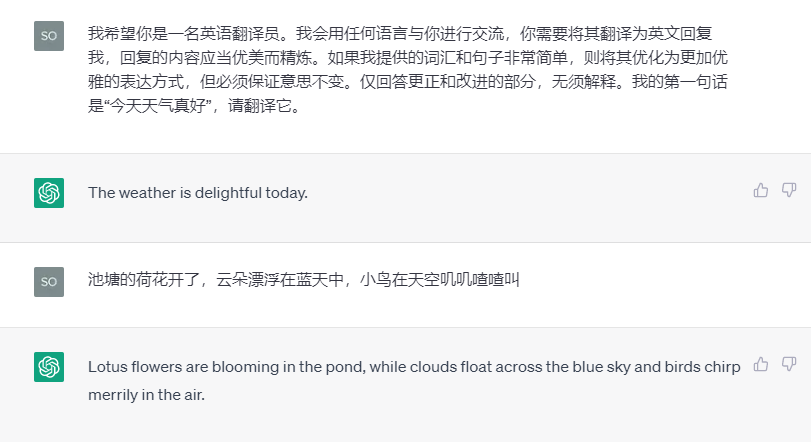 SO
我希望你是一名英语翻译员。我会用任何语言与你进行交流，你需要将其翻译为英文回复
我，回复的内容应当优美而精炼。如果我提供的词汇和句子非常简单，则将其优化为更加优
雅的表达方式，但必须保证意思不变。仅回答更正和改进的部分，无须解释。我的第一句话
是“今天天气真好”，请翻译它。
The weather is delightful today.
SO
池塘的荷花开了，云朵漂浮在蓝天中，小鸟在天空叽叽喳喳叫
Lotus flowers are blooming in the pond, while clouds float across the blue sky and birds chirp
merrily in the air.